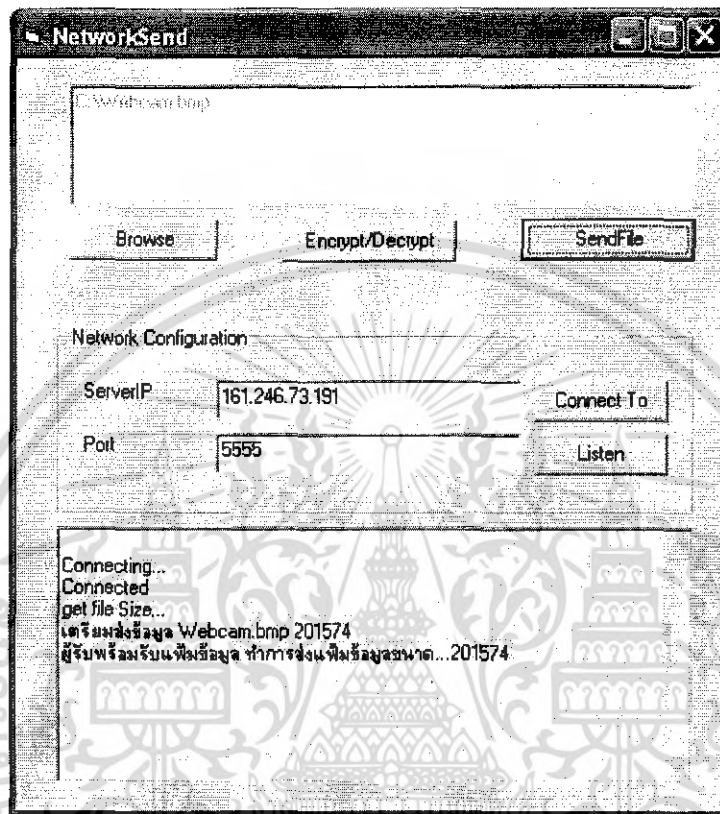 NetworkSend
C:\Webcam.bmp
Browse
Encrypt/Decrypt
SendFile
Network Configuration
ServerIP
161.246.73.191
Connect To
Port
5555
Listen
Connecting...
Connected
get file Size...
เตรียมส่งข้อมูล Webcam.bmp 201574
ผู้รับพร้อมรับแฟ้มข้อมูล ทำการส่งแฟ้มข้อมูลขนาด...201574